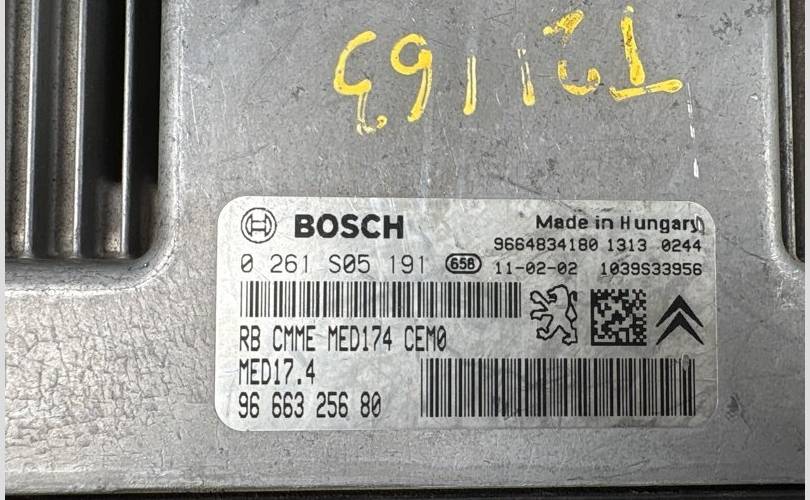 BOSCH
Made in Hungary
9664834180 1313 0244
0 261 S05 191 658 11-02-02 1039S33956
RB CMME MED174 CEM0
MED17.4
96 663 256 80